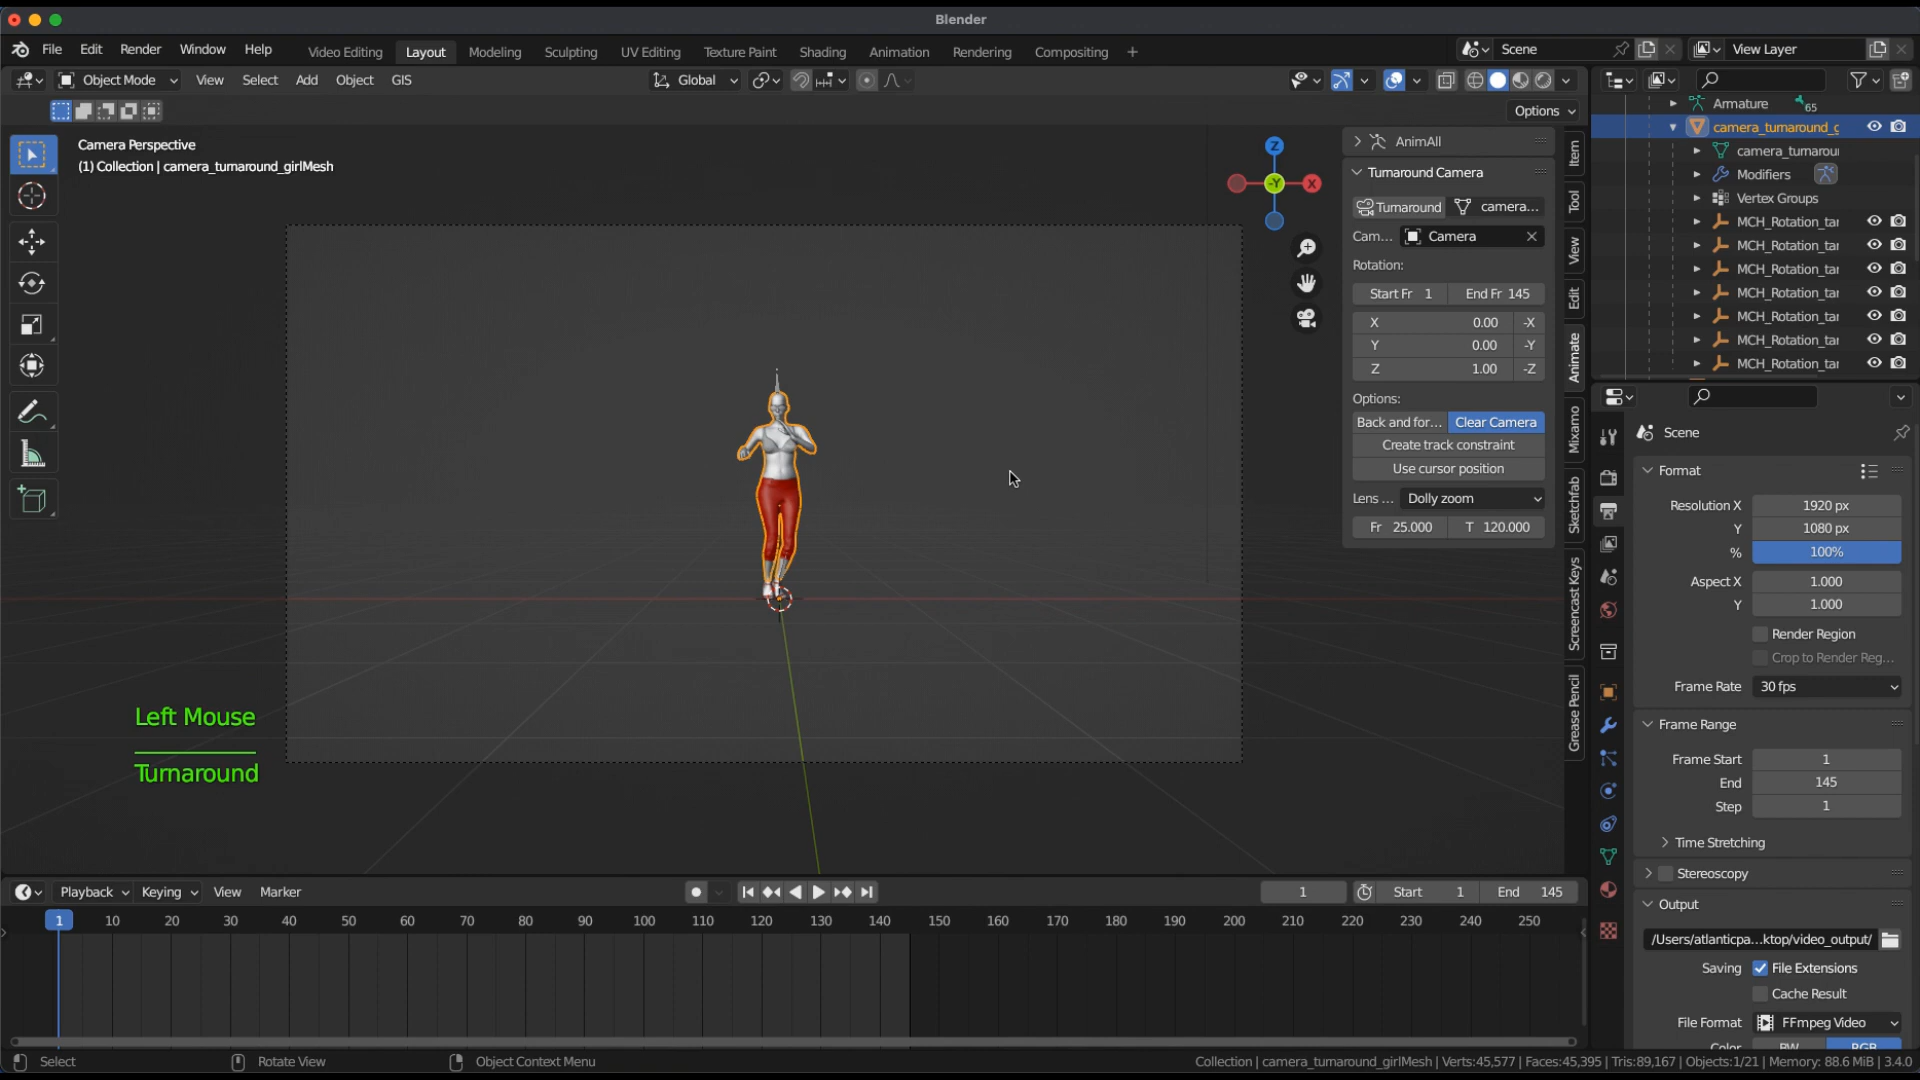 Blender
File Edit Render Window Help
Video Editing Layout Modeling Sculpting UV Editing Texture Paint Shading Animation Rendering Compositing +
Scene
View Layer
Object Mode View Select Add Object GIS
Global
Options
Camera Perspective
(1) Collection | camera_turnaround_girlMesh
Z
-Y
X
AnimAll
Turnaround Camera
Turnaround camera...
Cam... Camera
Rotation:
Start Fr 1 End Fr 145
X 0.00 -X
Y 0.00 -Y
Z 1.00 -Z
Options:
Back and for... Clear Camera
Create track constraint
Use cursor position
Lens ... Dolly zoom
Fr 25.000 T 120.000
Item
Tool
View
Edit
Animate
Mixamo
Sketchfab
Screencast Keys
Grease Pencil
Armature 65
camera_turnaround_g
camera_turnaroun
Modifiers
Vertex Groups
MCH_Rotation_tar
MCH_Rotation_tar
MCH_Rotation_tar
MCH_Rotation_tar
MCH_Rotation_tar
MCH_Rotation_tar
MCH_Rotation_tar
Scene
Format
Resolution X 1920 px
Y 1080 px
% 100%
Aspect X 1.000
Y 1.000
Render Region
Crop to Render Reg...
Frame Rate 30 fps
Frame Range
Frame Start 1
End 145
Step 1
Time Stretching
Stereoscopy
Output
/Users/atlanticpa...ktop/video_output/
Saving File Extensions
Cache Result
File Format FFmpeg Video
Color BW RGB
Left Mouse
Turnaround
Playback Keying View Marker
1 Start 1 End 145
1 10 20 30 40 50 60 70 80 90 100 110 120 130 140 150 160 170 180 190 200 210 220 230 240 250
Select Rotate View Object Context Menu
Collection | camera_turnaround_girlMesh | Verts:45,577 | Faces:45,395 | Tris:89,167 | Objects:1/21 | Memory: 88.6 MiB | 3.4.0